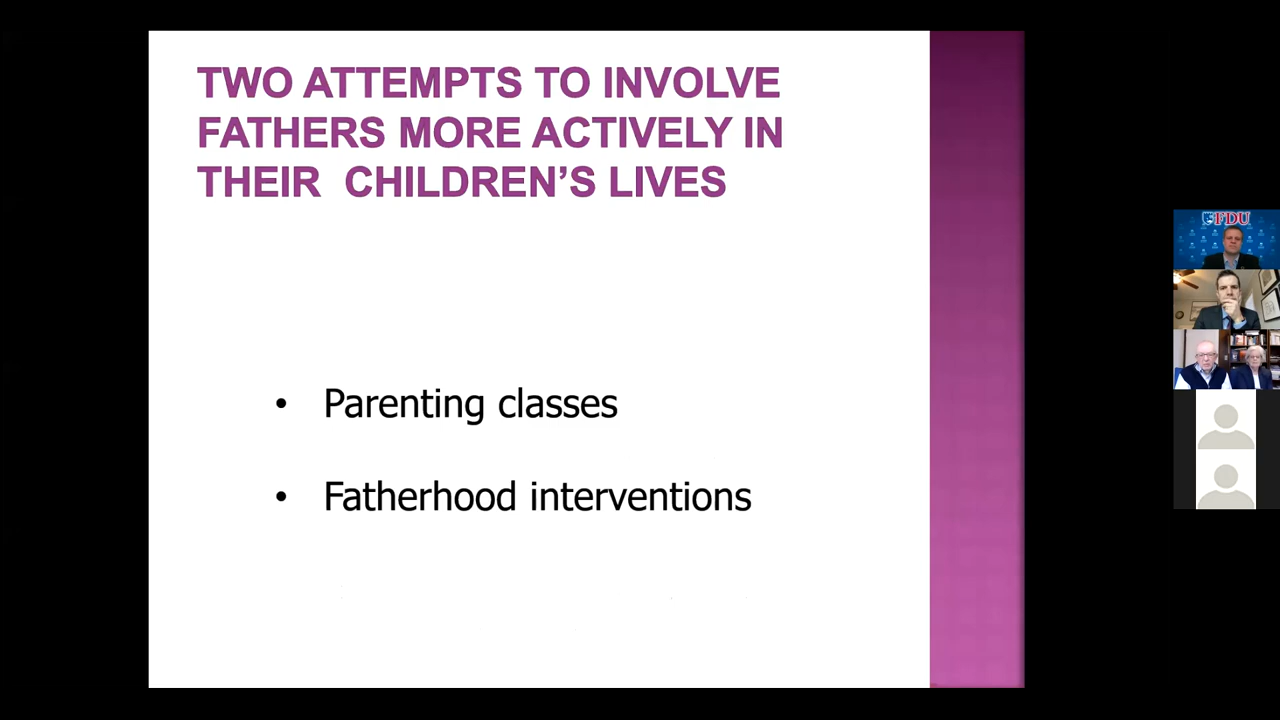 TWO ATTEMPTS TO INVOLVE
FATHERS MORE ACTIVELY IN
THEIR CHILDREN’S LIVES
• Parenting classes
• Fatherhood interventions
FDU